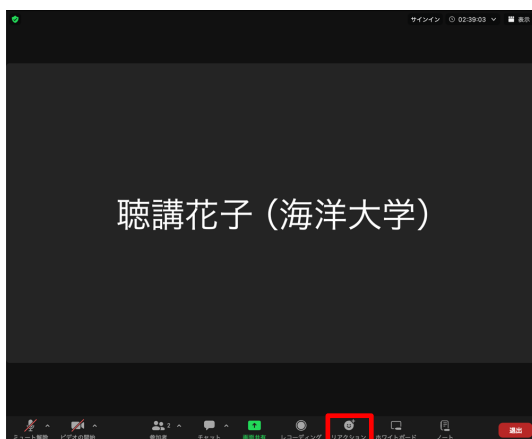 サインイン 02:39:03 表示
聴講花子 (海洋大学)
2
ミュート解除 ビデオの開始 参加者 チャット 画面共有 レコーディング リアクション ホワイトボード ノート 退出